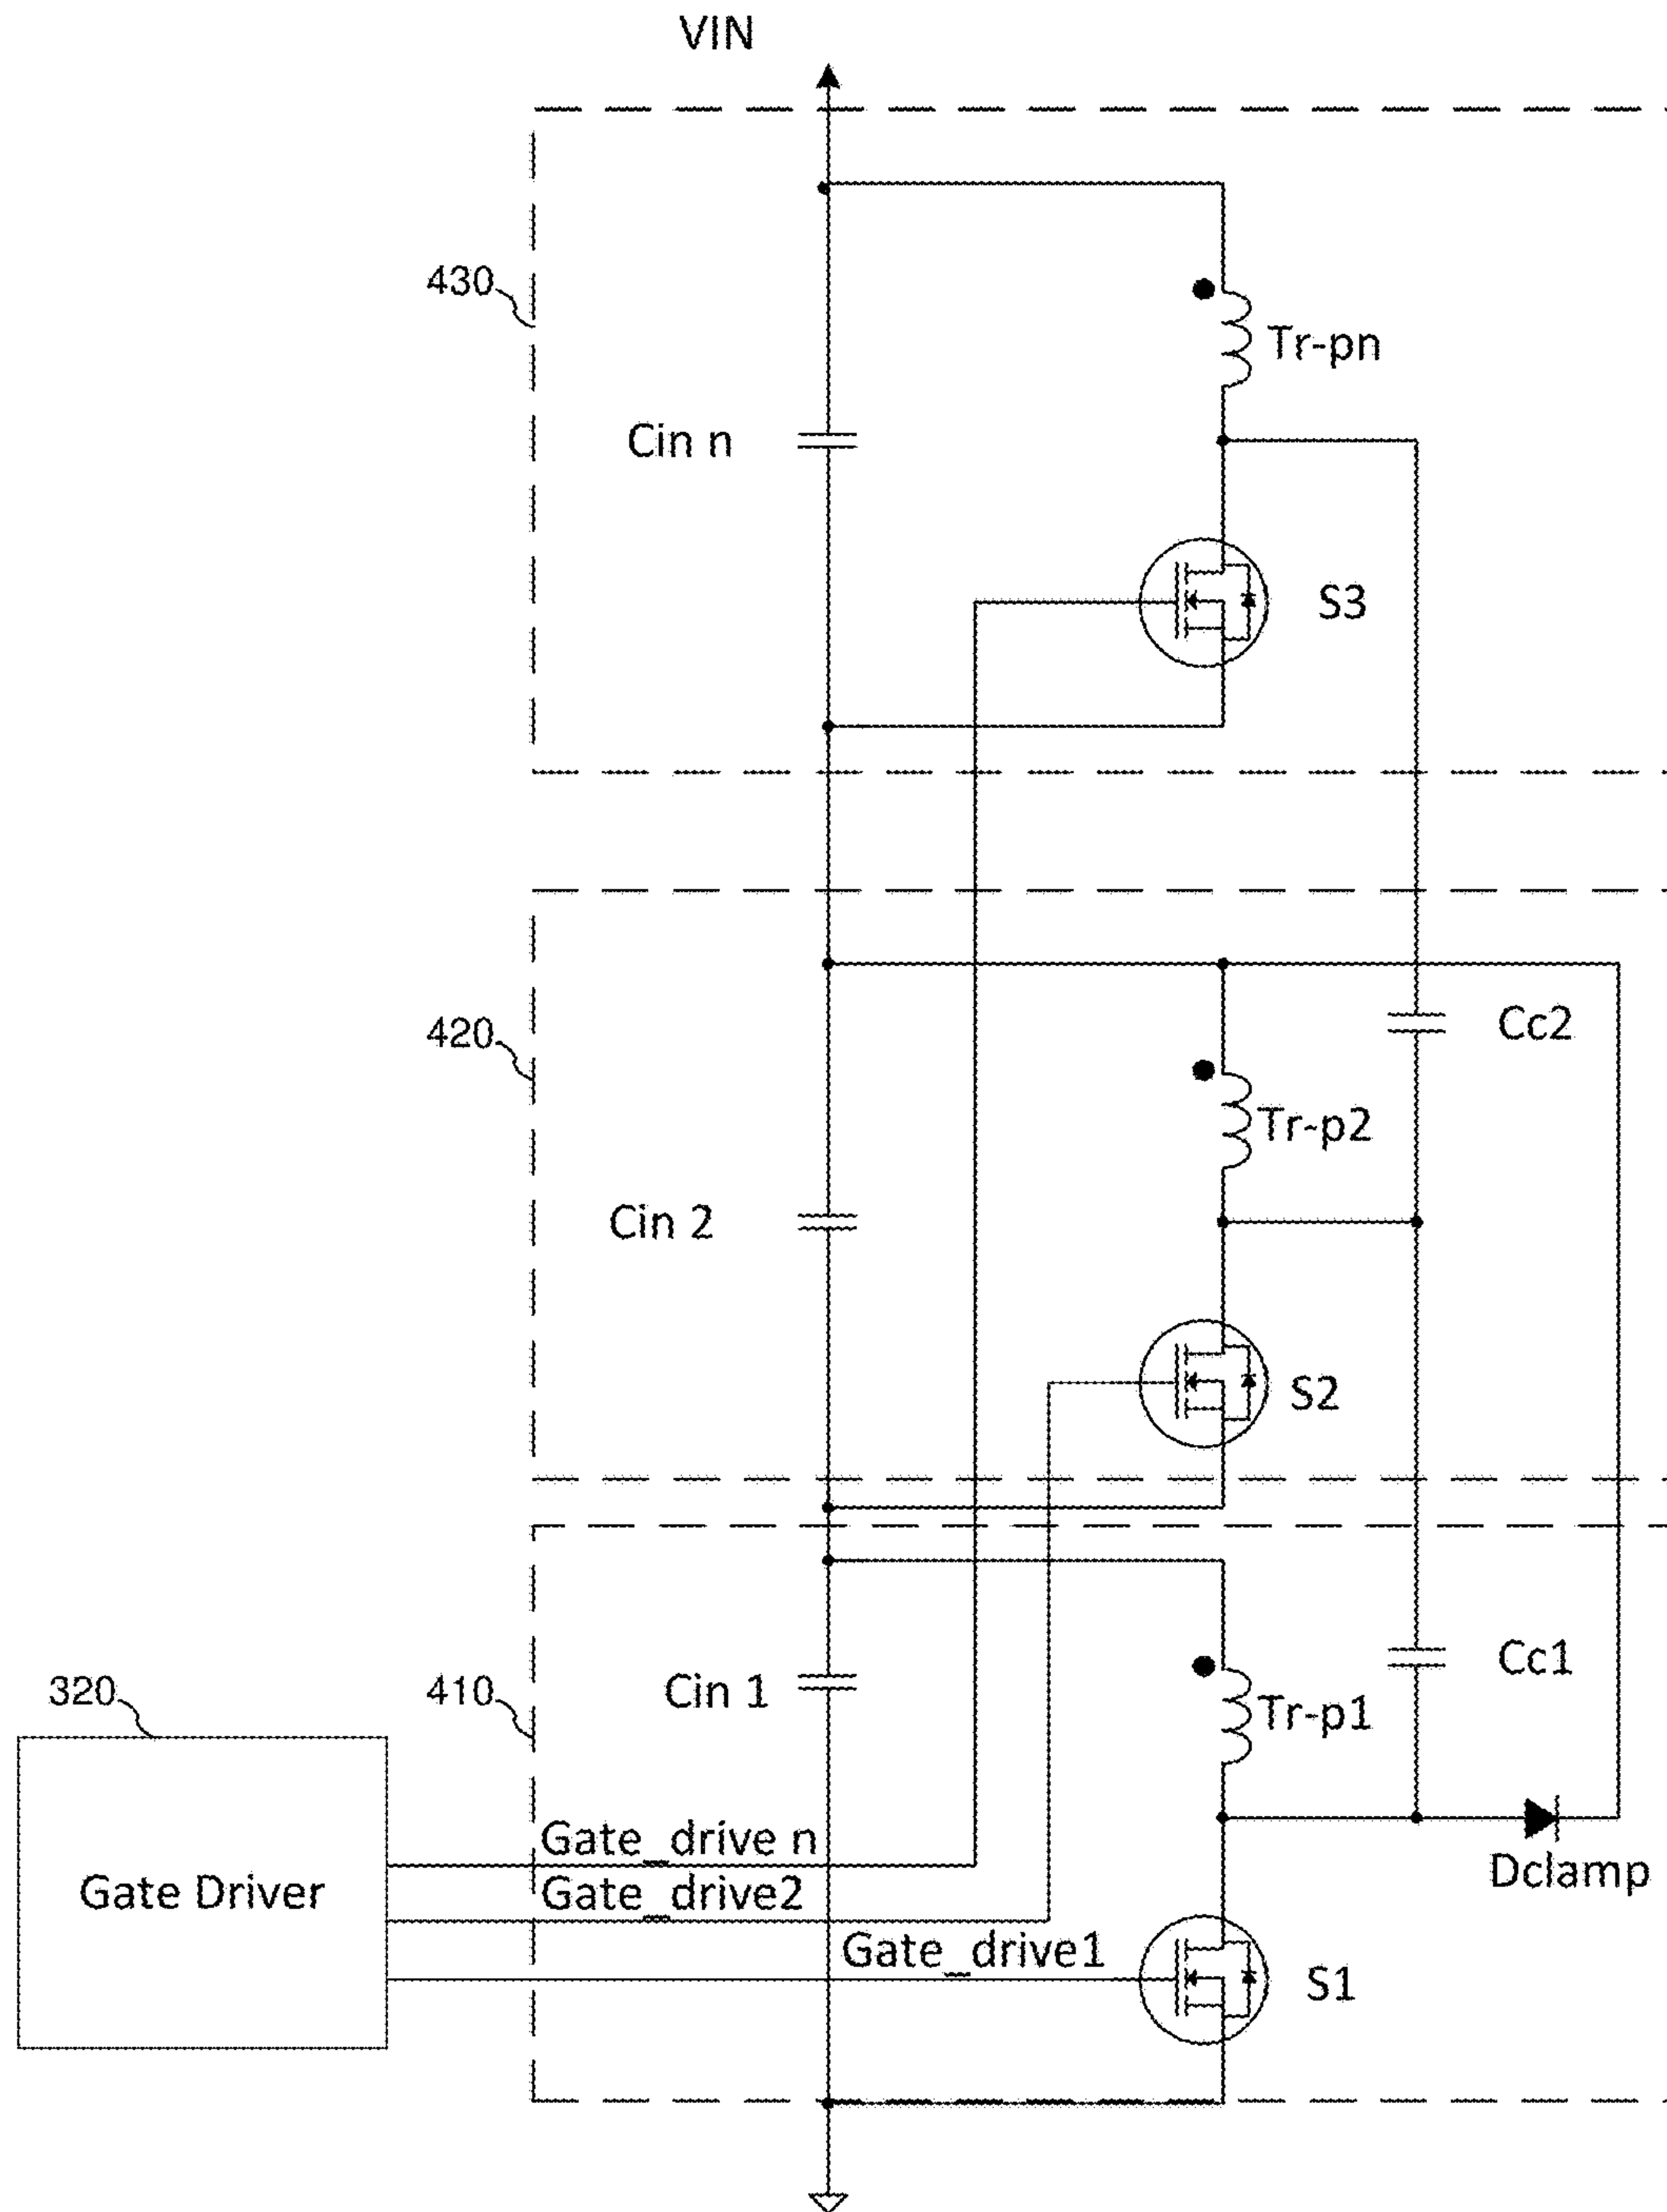 VIN
430
Tr-pn
Cin n
S3
420
Cc2
Tr-p2
Cin 2
S2
320
410
Cin 1
Cc1
Tr-p1
Gate_drive n
Gate Driver
Gate_drive2
Dclamp
Gate_drive1
S1